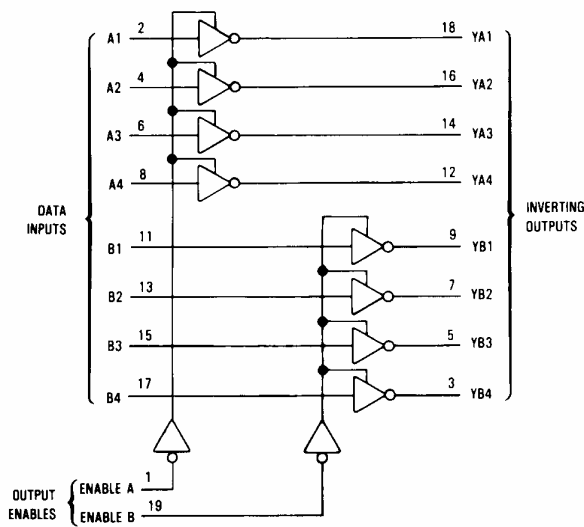 A1 2 18 YA1
A2 4 16 YA2
A3 6 14 YA3
A4 8 12 YA4
DATA
INPUTS
INVERTING
OUTPUTS
B1 11 9 YB1
B2 13 7 YB2
B3 15 5 YB3
B4 17 3 YB4
OUTPUT
ENABLES
ENABLE A 1
ENABLE B 19